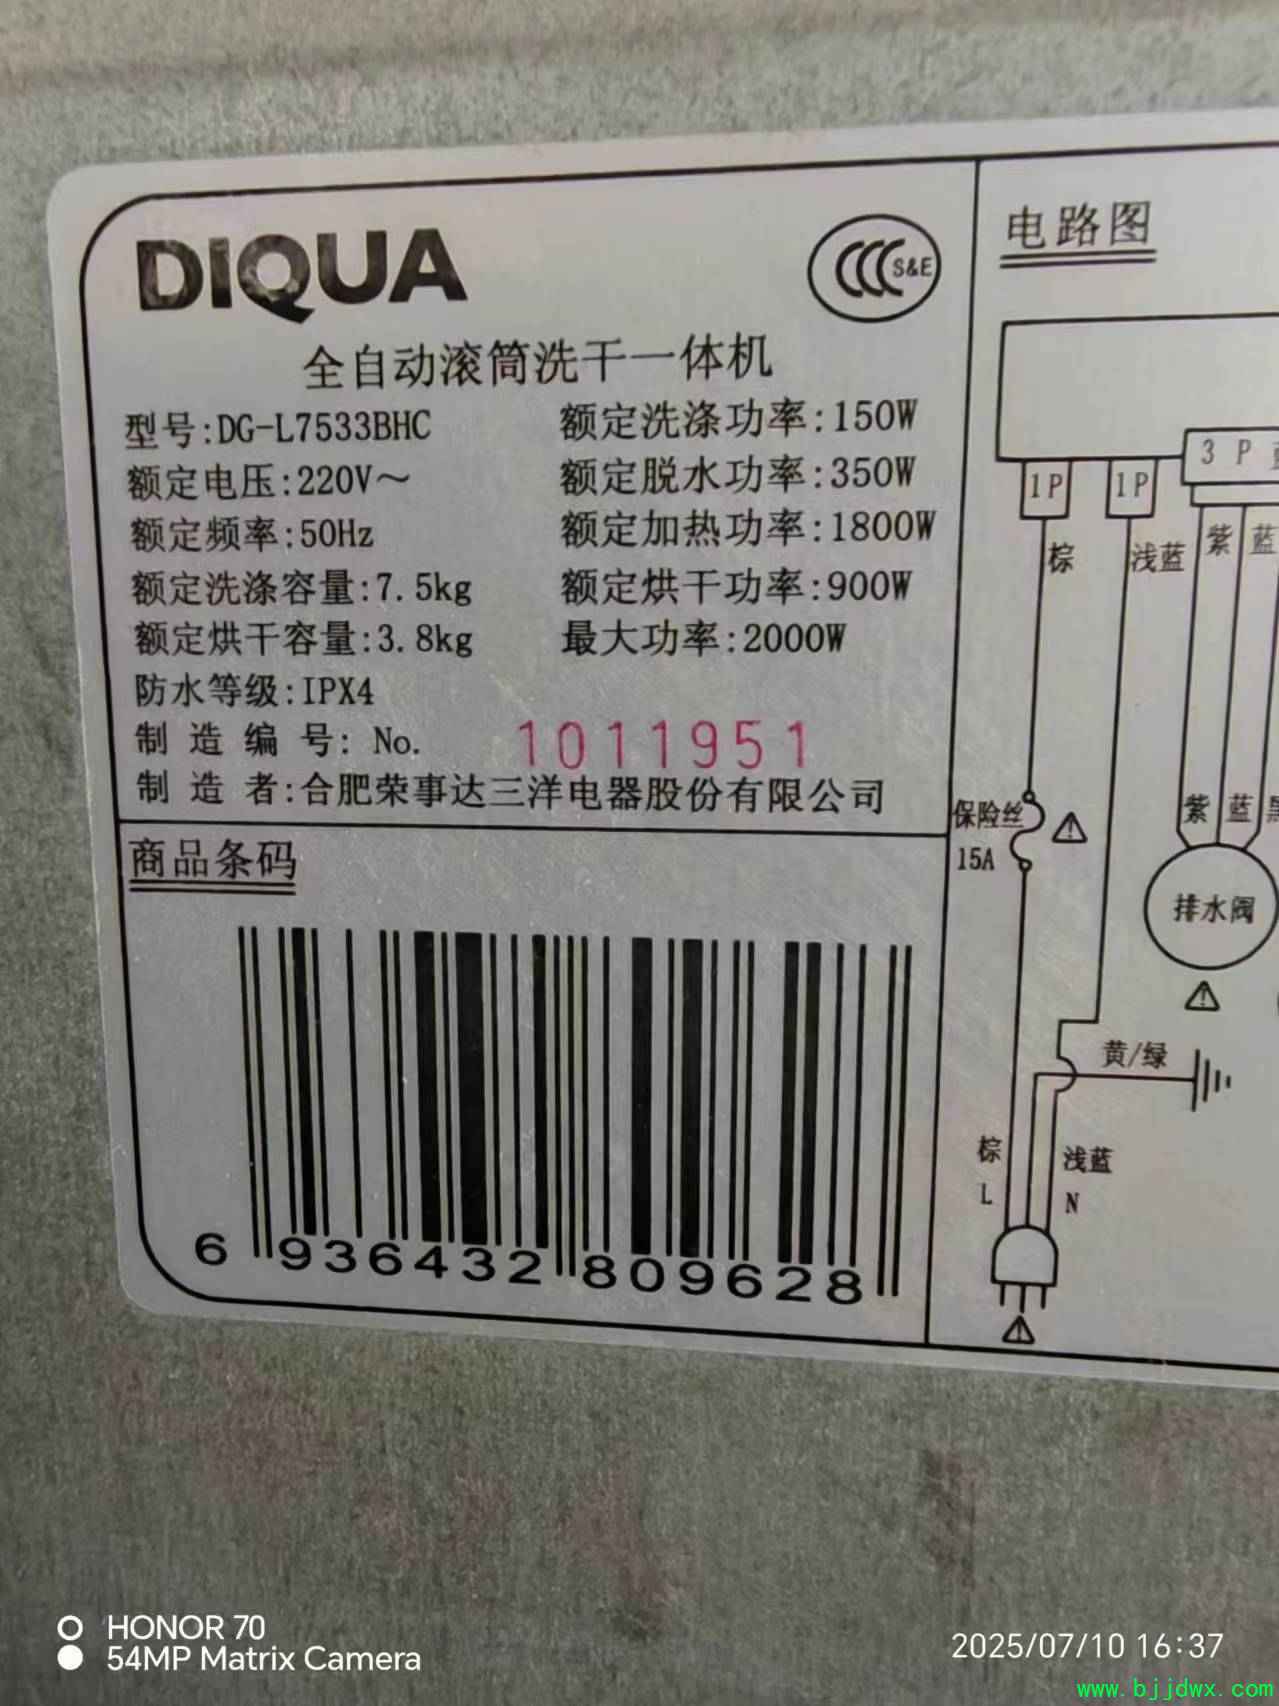 DIQUA
S&E
全自动滚筒洗干一体机
型号:DG-L7533BHC
额定洗涤功率:150W
额定电压:220V～
额定脱水功率:350W
额定频率:50Hz
额定加热功率:1800W
额定洗涤容量:7.5kg
额定烘干功率:900W
额定烘干容量:3.8kg
最大功率:2000W
防水等级:IPX4
制 造 编 号: No. 1011951
制 造 者:合肥荣事达三洋电器股份有限公司
商品条码
6 936432 809628
电路图
1P
1P
3 P
棕
浅蓝
紫
蓝
保险丝
15A
紫
蓝
排水阀
黄/绿
棕
L
浅蓝
N
HONOR 70
54MP Matrix Camera
2025/07/10 16:37
www.bjjdwx.com